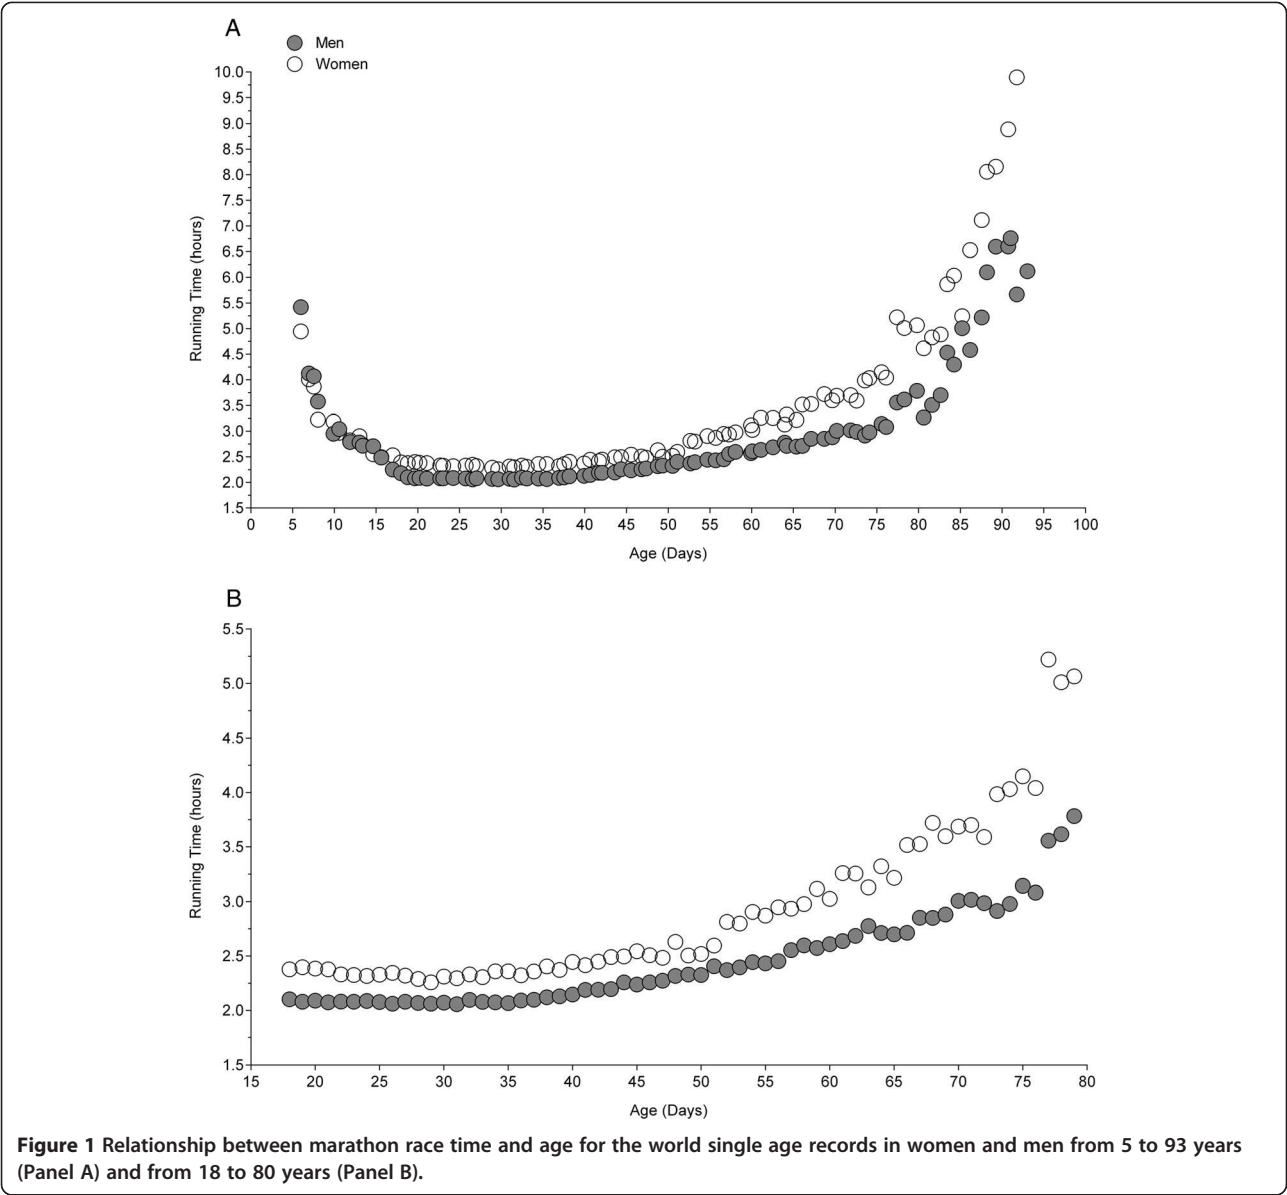 A
Men
Women
10.0
9.5
9.0
8.5
8.0
7.5
7.0
6.5
6.0
5.5
5.0
4.5
4.0
3.5
3.0
2.5
2.0
1.5
Running Time (hours)
0 5 10 15 20 25 30 35 40 45 50 55 60 65 70 75 80 85 90 95 100
Age (Days)
B
5.5
5.0
4.5
4.0
3.5
3.0
2.5
2.0
1.5
Running Time (hours)
15 20 25 30 35 40 45 50 55 60 65 70 75 80
Age (Days)
Figure 1 Relationship between marathon race time and age for the world single age records in women and men from 5 to 93 years
(Panel A) and from 18 to 80 years (Panel B).